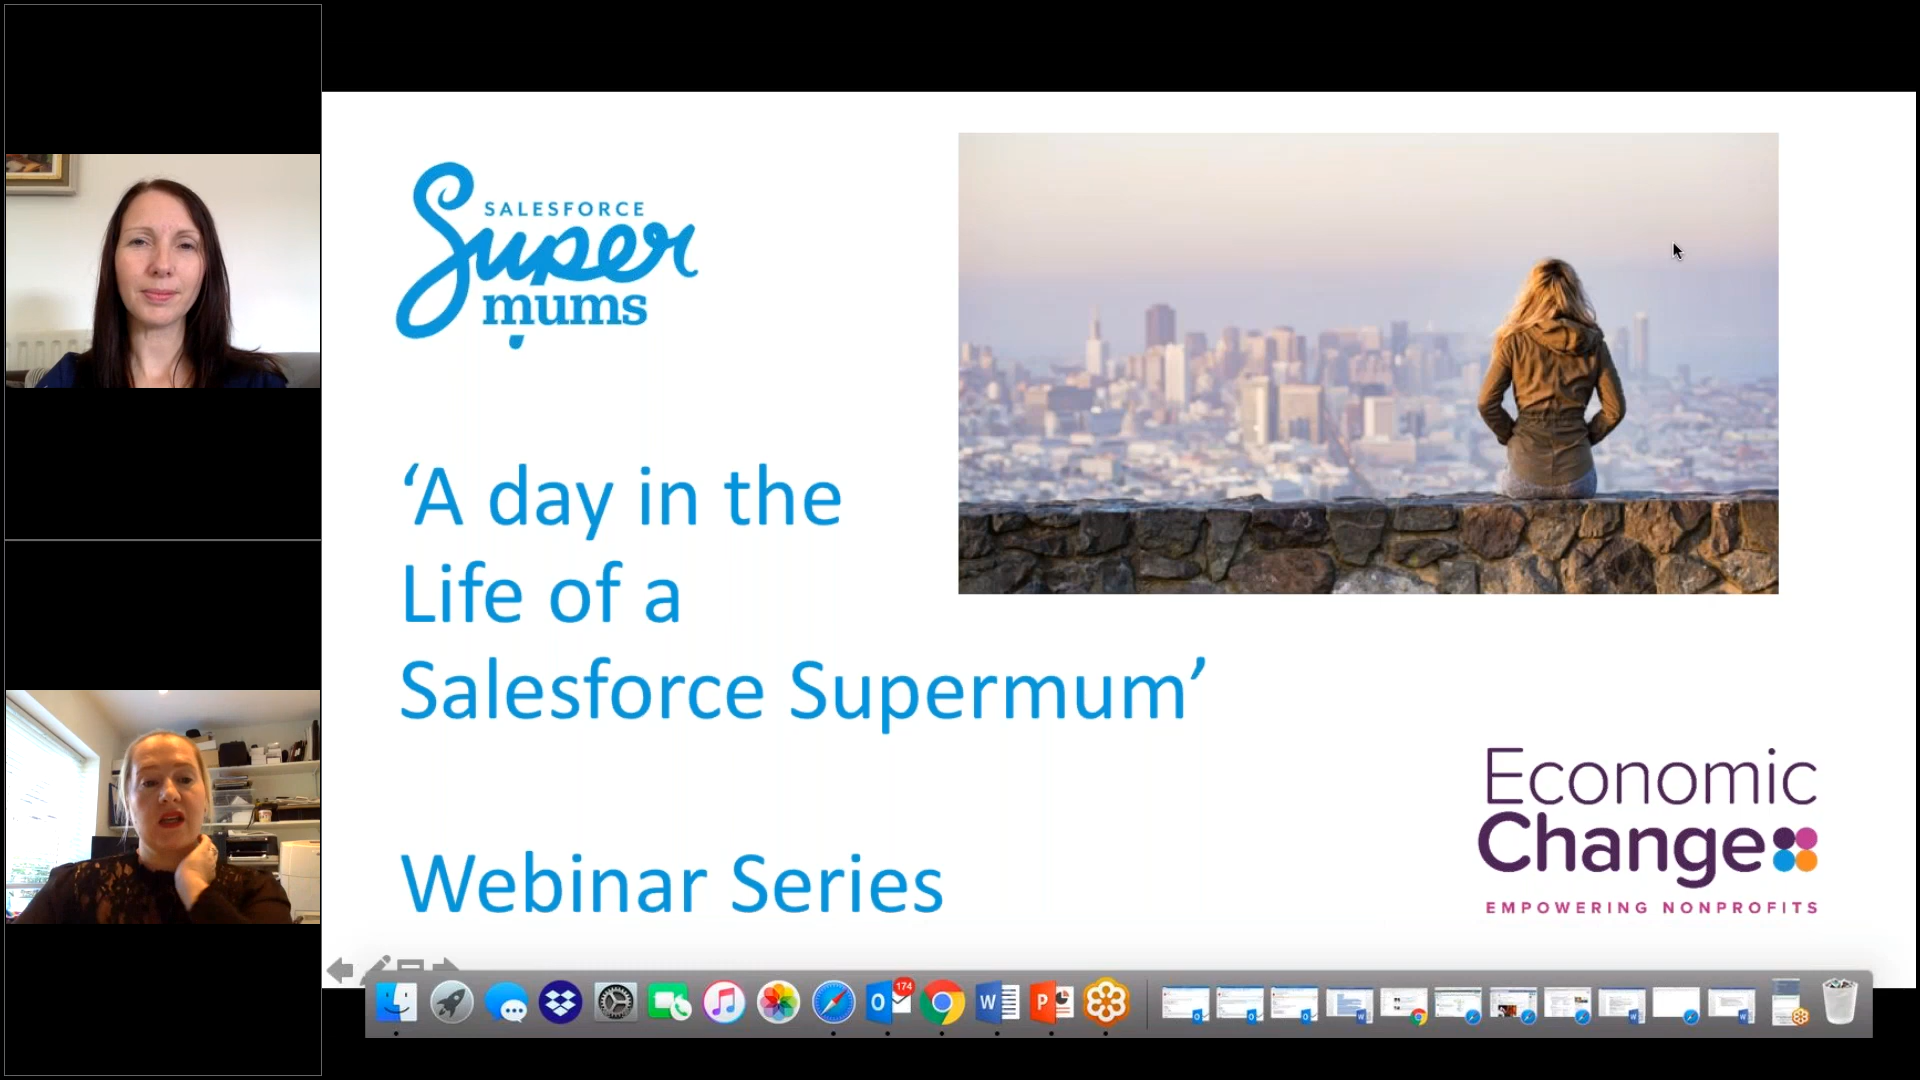 SALESFORCE
Super
mums
‘A day in the
Life of a
Salesforce Supermum’
Webinar Series
Economic
Change
EMPOWERING NONPROFITS
174